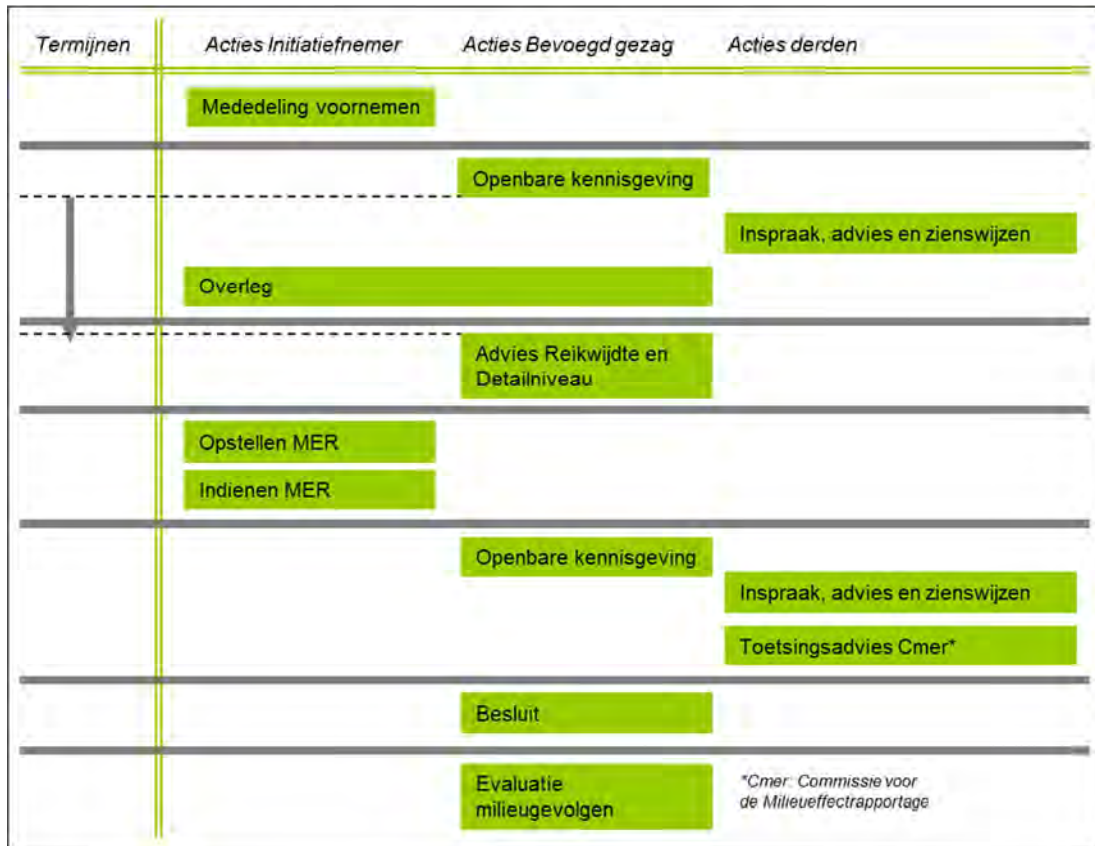 Termijnen
Acties Initiatiefnemer
Acties Bevoegd gezag
Acties derden
Mededeling voornemen
Openbare kennisgeving
Inspraak, advies en zienswijzen
Overleg
Advies Reikwijdte en
Detailniveau
Opstellen MER
Indienen MER
Openbare kennisgeving
Inspraak, advies en zienswijzen
Toetsingsadvies Cmer*
Besluit
Evaluatie
milieugevolgen
*Cmer: Commissie voor
de Milieueffectrapportage